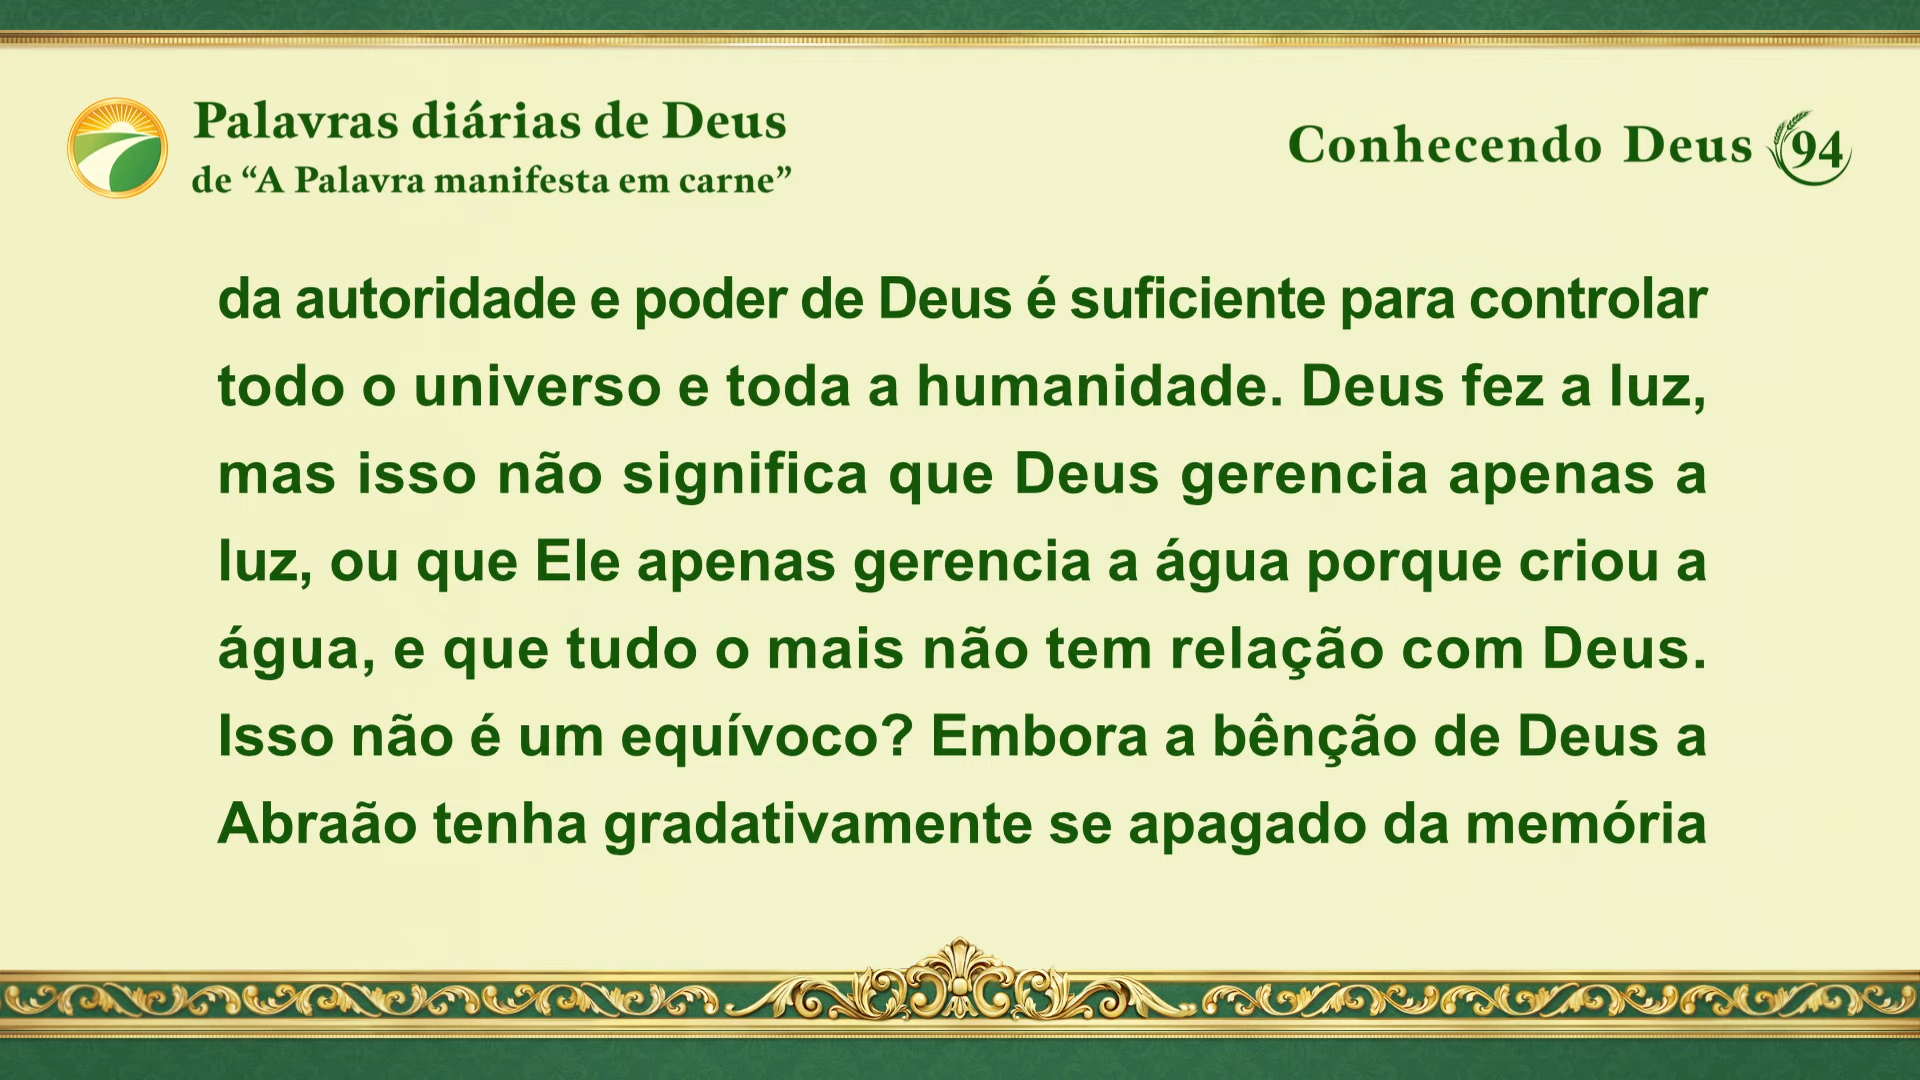 Palavras diárias de Deus
de “A Palavra manifesta em carne”
Conhecendo Deus 94
da autoridade e poder de Deus é suficiente para controlar
todo o universo e toda a humanidade. Deus fez a luz,
mas isso não significa que Deus gerencia apenas a
luz, ou que Ele apenas gerencia a água porque criou a
água, e que tudo o mais não tem relação com Deus.
Isso não é um equívoco? Embora a bênção de Deus a
Abraão tenha gradativamente se apagado da memória